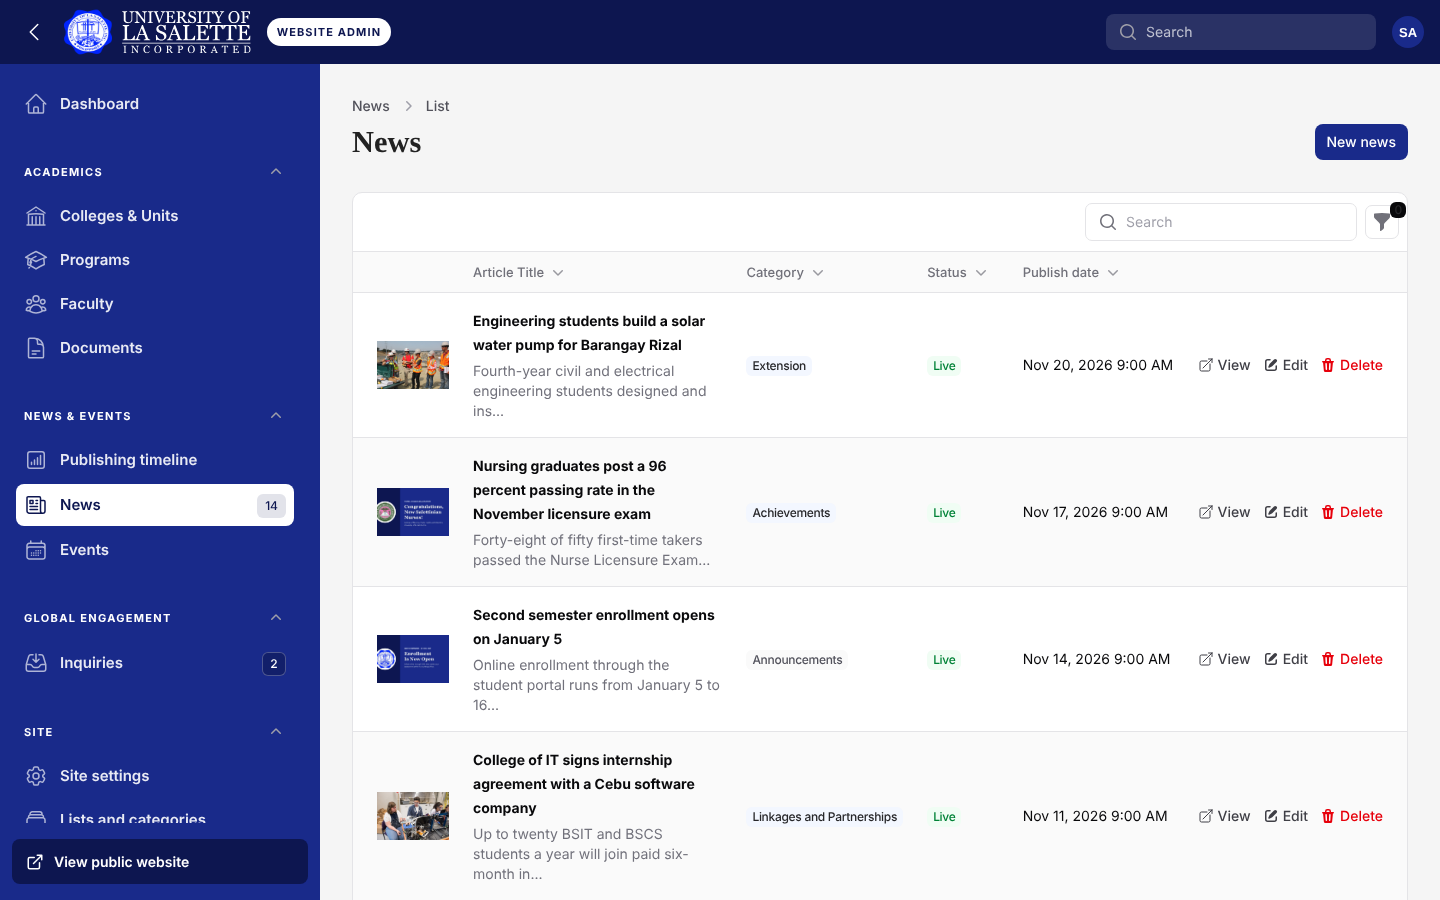 UNIVERSITY OF
LA SALETTE
INCORPORATED
WEBSITE ADMIN
Search
SA
Dashboard
ACADEMICS
Colleges & Units
Programs
Faculty
Documents
NEWS & EVENTS
Publishing timeline
News
14
Events
GLOBAL ENGAGEMENT
Inquiries
2
SITE
Site settings
Lists and categories
View public website
News
List
News
New news
Search
Article Title
Category
Status
Publish date
Engineering students build a solar
water pump for Barangay Rizal
Fourth-year civil and electrical
engineering students designed and
ins...
Extension
Live
Nov 20, 2026 9:00 AM
View
Edit
Delete
Nursing graduates post a 96
percent passing rate in the
November licensure exam
Forty-eight of fifty first-time takers
passed the Nurse Licensure Exam...
Achievements
Live
Nov 17, 2026 9:00 AM
View
Edit
Delete
Congratulations,
New Salettinian
Nurses!
Second semester enrollment opens
on January 5
Online enrollment through the
student portal runs from January 5 to
16...
Announcements
Live
Nov 14, 2026 9:00 AM
View
Edit
Delete
Enrollment
Is Now Open
College of IT signs internship
agreement with a Cebu software
company
Up to twenty BSIT and BSCS
students a year will join paid six-
month in...
Linkages and Partnerships
Live
Nov 11, 2026 9:00 AM
View
Edit
Delete